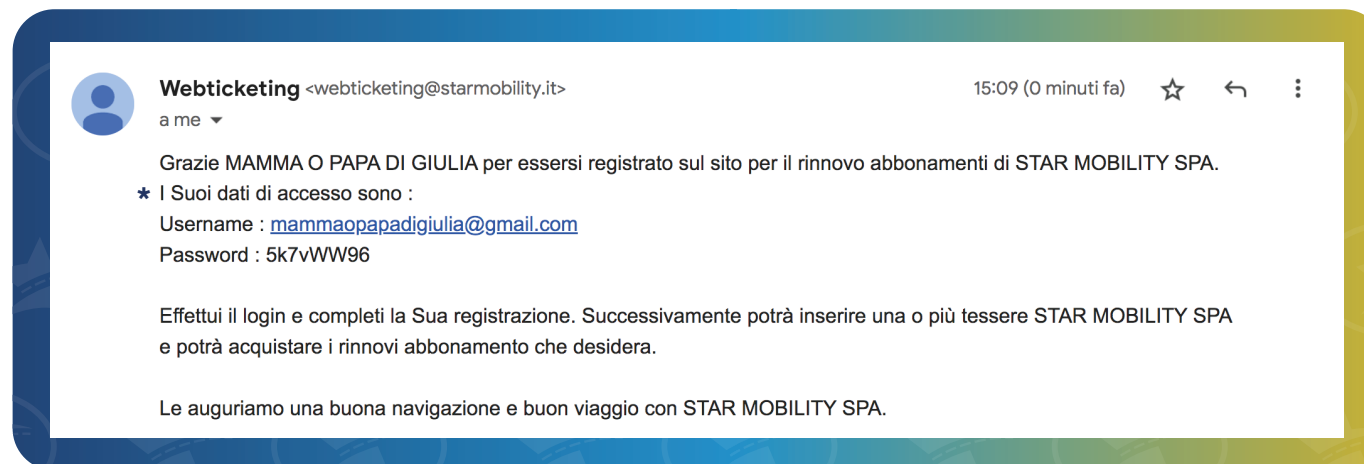 Webticketing <webticketing@starmobility.it>
15:09 (0 minuti fa)
a me
Grazie MAMMA O PAPA DI GIULIA per essersi registrato sul sito per il rinnovo abbonamenti di STAR MOBILITY SPA.
* I Suoi dati di accesso sono :
Username : mammaopapadigiulia@gmail.com
Password : 5k7vWW96
Effettui il login e completi la Sua registrazione. Successivamente potrà inserire una o più tessere STAR MOBILITY SPA
e potrà acquistare i rinnovi abbonamento che desidera.
Le auguriamo una buona navigazione e buon viaggio con STAR MOBILITY SPA.